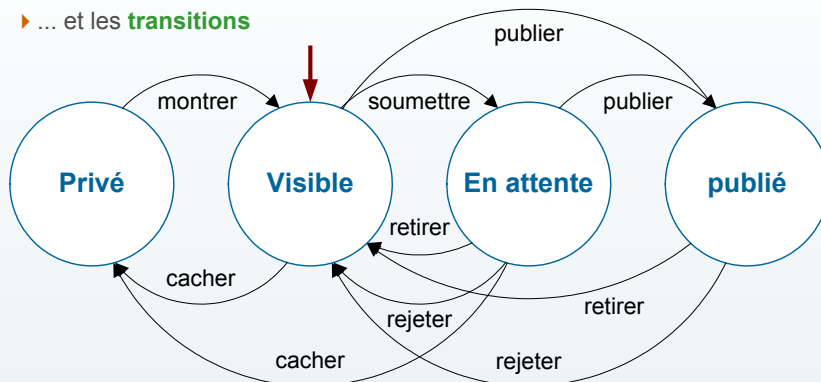 ... et les transitions
publier
montrer
soumettre
publier
Privé
Visible
En attente
publié
retirer
cacher
retirer
rejeter
cacher
rejeter